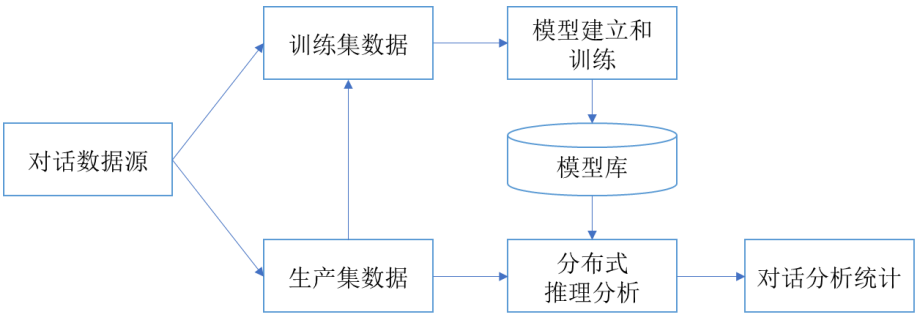 训练集数据
模型建立和
训练
对话数据源
模型库
生产集数据
分布式
推理分析
对话分析统计